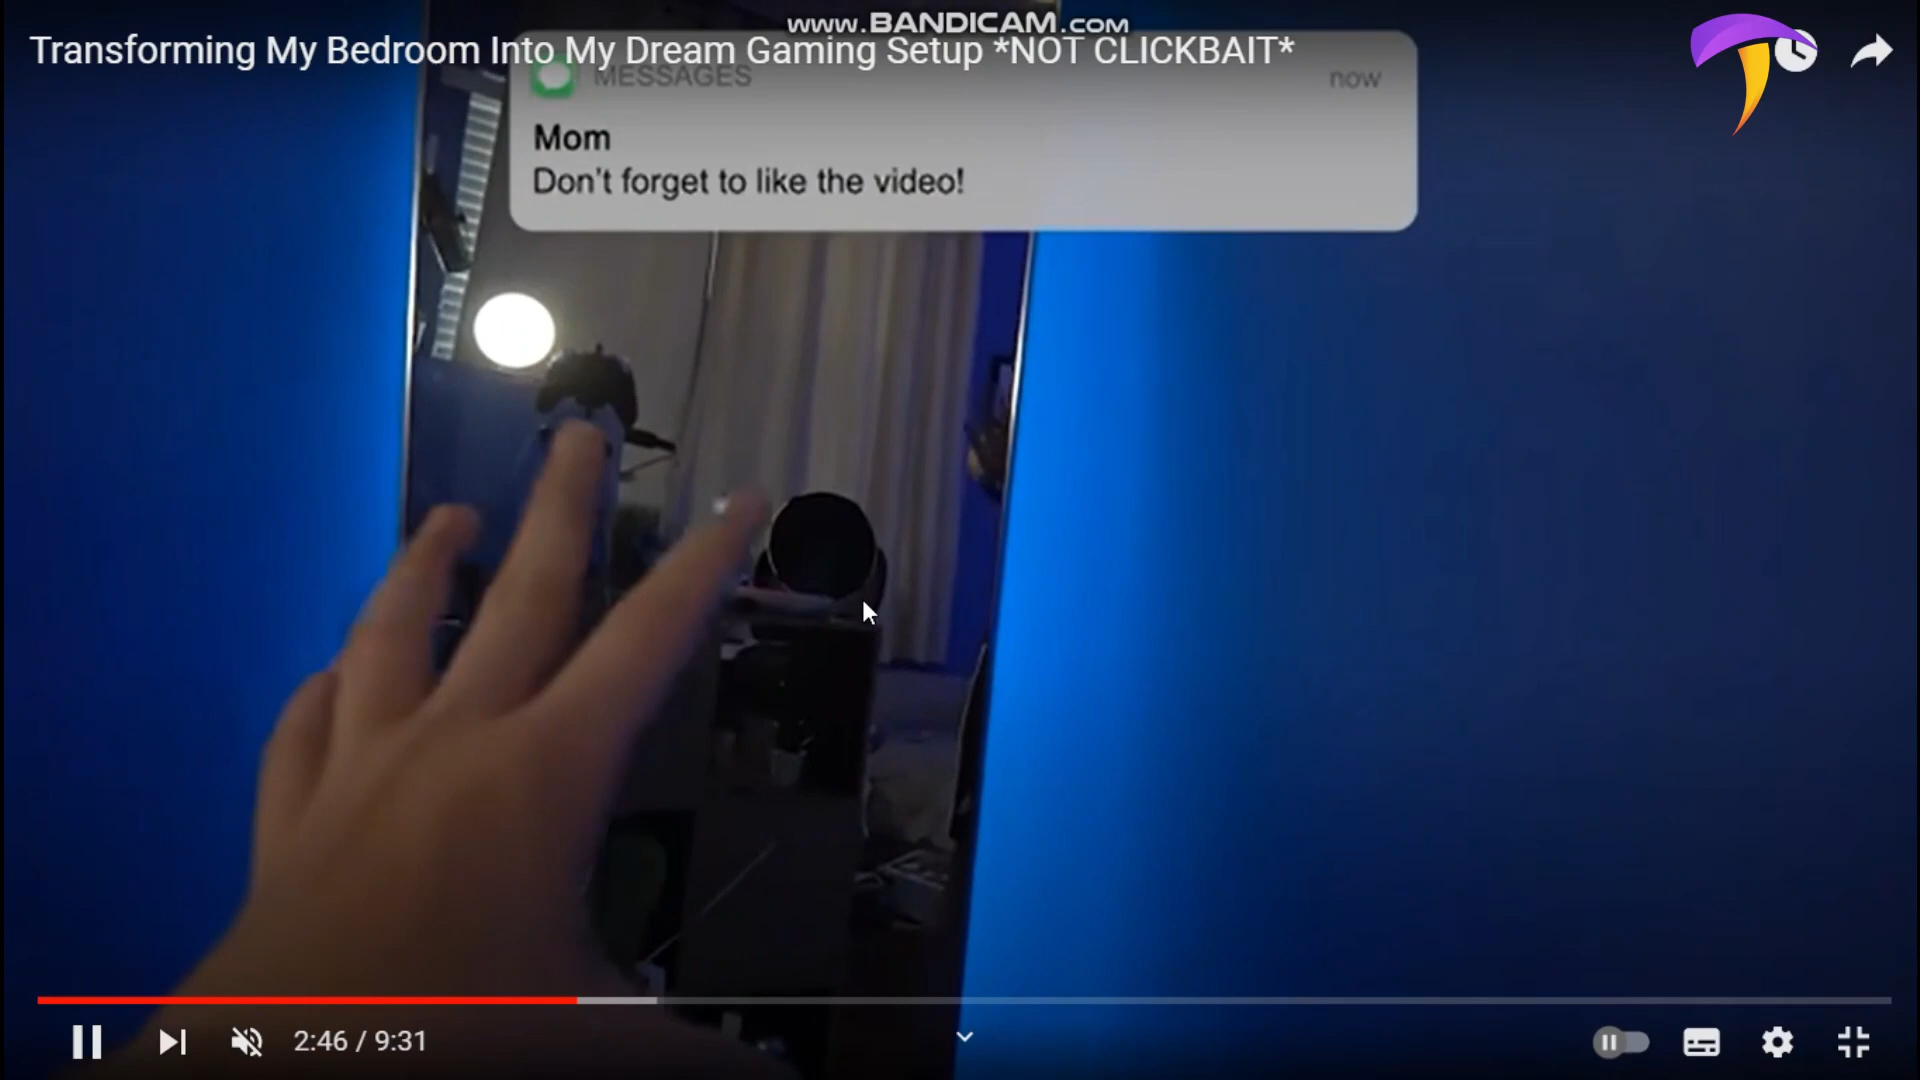 www.BANDICAM.com
Transforming My Bedroom Into My Dream Gaming Setup *NOT CLICKBAIT*
MESSAGES
now
Mom
Don't forget to like the video!
2:46 / 9:31